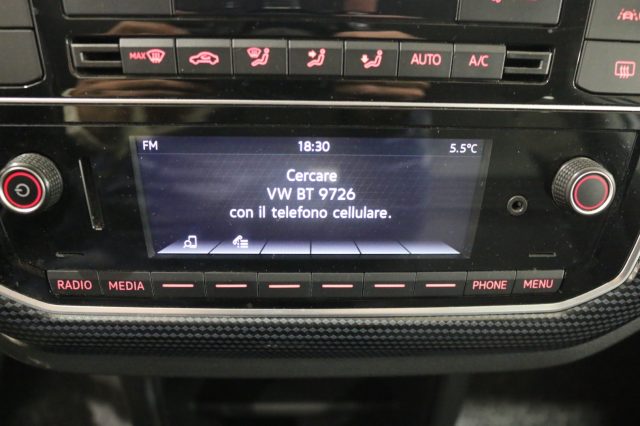 MAX
AUTO
A/C
FM 18:30 5.5°C
Cercare
VW BT 9726
con il telefono cellulare.
RADIO MEDIA PHONE MENU